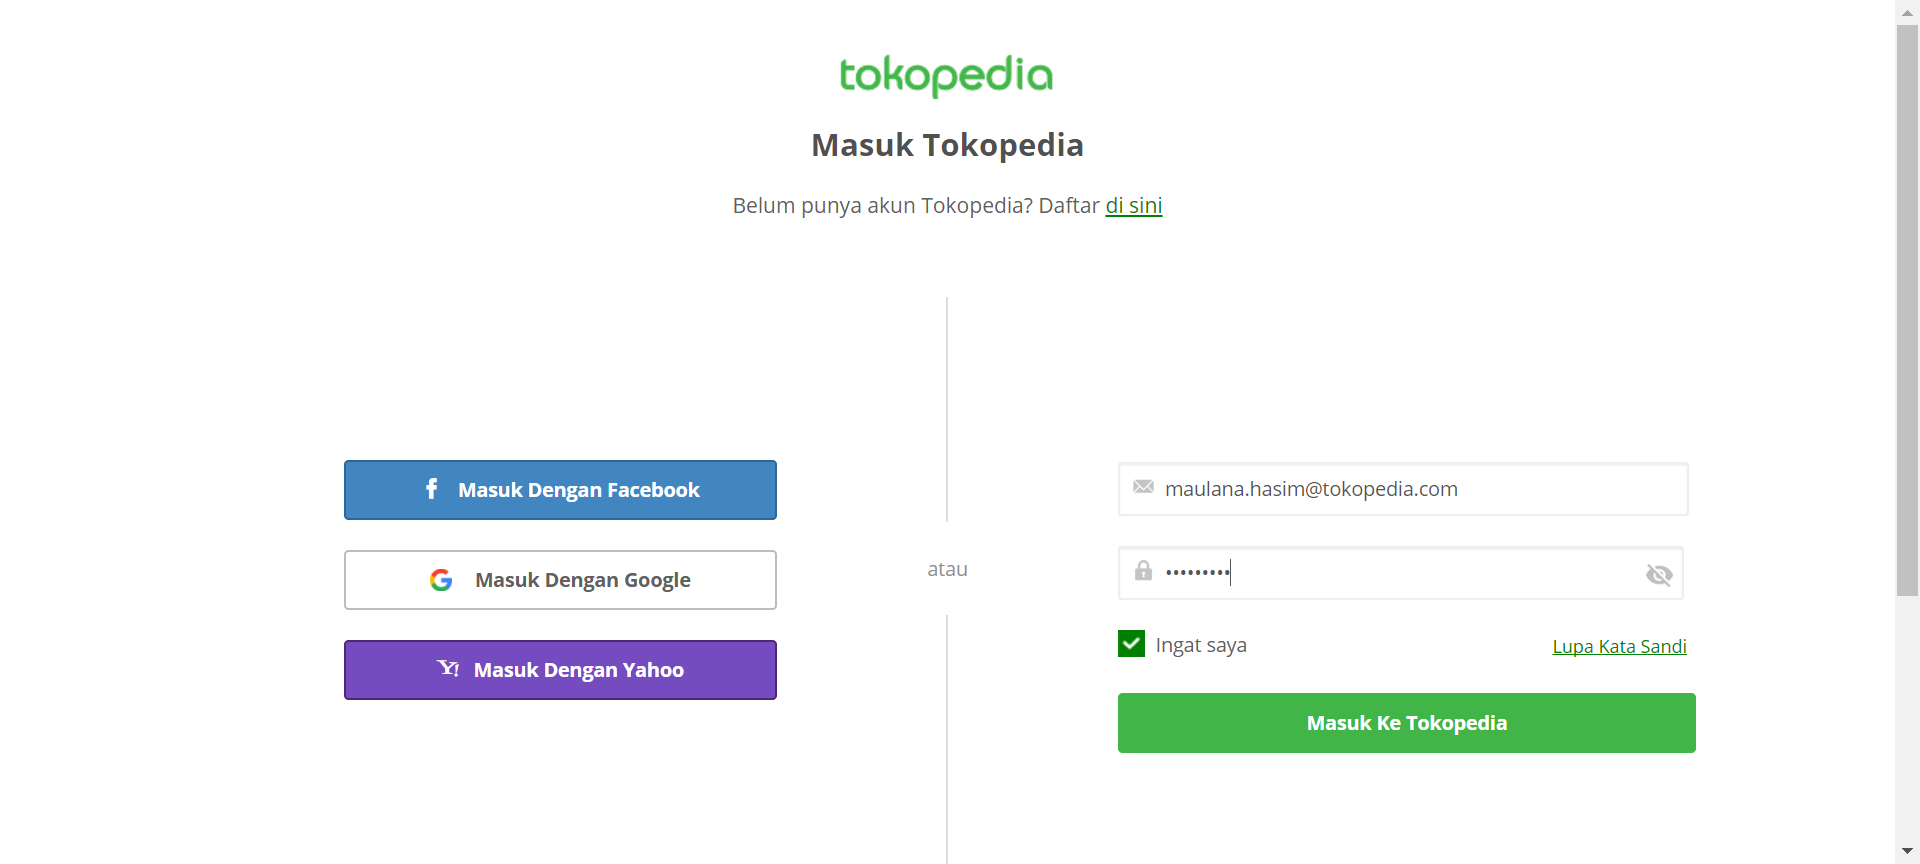 tokopedia
Masuk Tokopedia
Belum punya akun Tokopedia? Daftar di sini
Masuk Dengan Facebook
Masuk Dengan Google
Masuk Dengan Yahoo
atau
maulana.hasim@tokopedia.com
•••••••••
Ingat saya
Lupa Kata Sandi
Masuk Ke Tokopedia